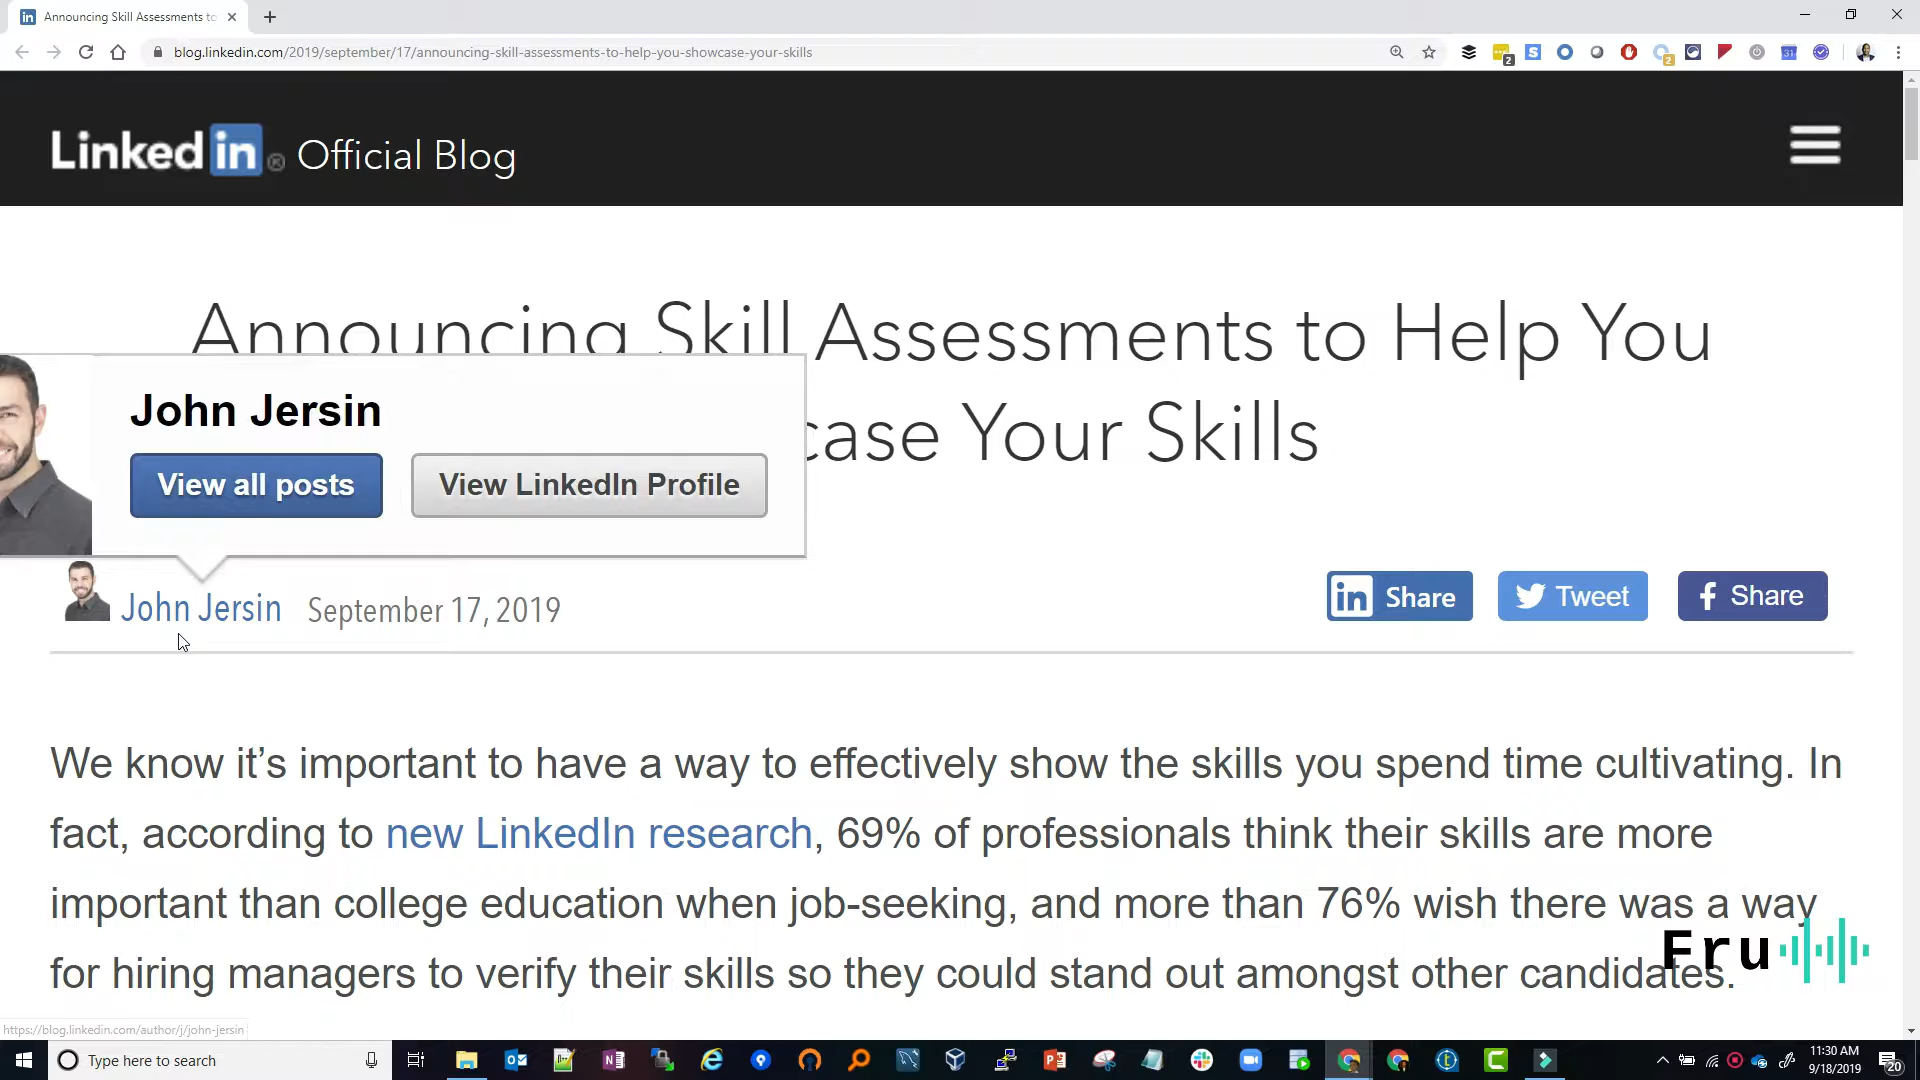 Announcing Skill Assessments to
blog.linkedin.com/2019/september/17/announcing-skill-assessments-to-help-you-showcase-your-skills
Linked in ® Official Blog
Announcing Skill Assessments to Help You
case Your Skills
John Jersin
View all posts
View LinkedIn Profile
John Jersin
September 17, 2019
in Share
Tweet
f Share
We know it’s important to have a way to effectively show the skills you spend time cultivating. In
fact, according to new LinkedIn research, 69% of professionals think their skills are more
important than college education when job-seeking, and more than 76% wish there was a way
for hiring managers to verify their skills so they could stand out amongst other candidates.
Fru
https://blog.linkedin.com/author/j/john-jersin
Type here to search
11:30 AM
9/18/2019
20